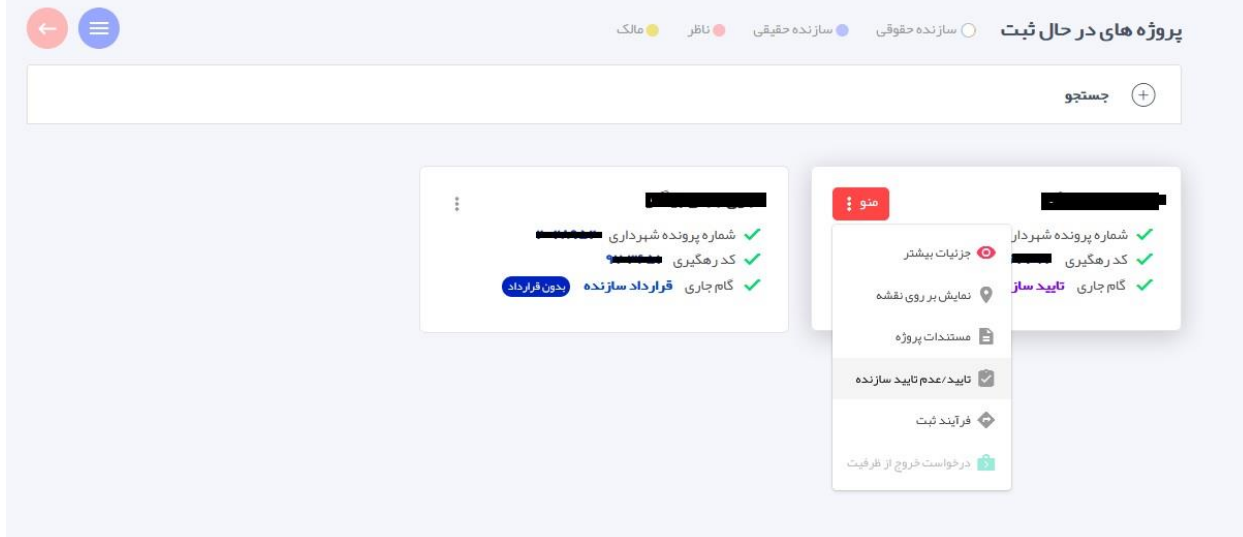 پروژه های در حال ثبت
سازنده حقوقی
سازنده حقیقی
ناظر
مالک
جستجو
منو
شماره پرونده شهرداری
کد رهگیری
گام جاری تایید ساز
جزئیات بیشتر
نمایش بر روی نقشه
مستندات پروژه
تایید/عدم تایید سازنده
فرآیند ثبت
درخواست خروج از ظرفیت
شماره پرونده شهرداری
کد رهگیری
گام جاری قرارداد سازنده بدون قرارداد